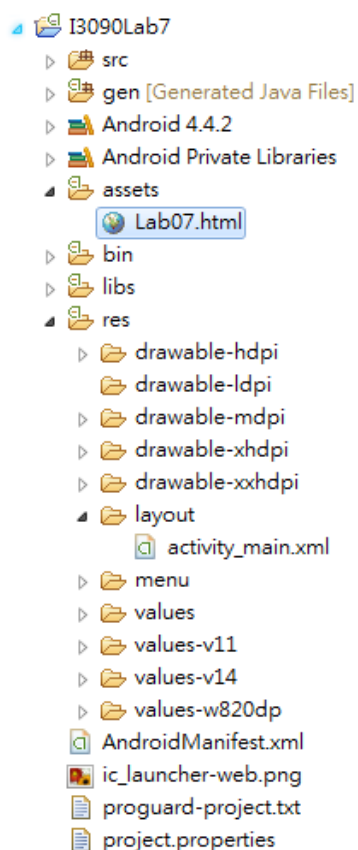 I3090Lab7
src
gen [Generated Java Files]
Android 4.4.2
Android Private Libraries
assets
Lab07.html
bin
libs
res
drawable-hdpi
drawable-ldpi
drawable-mdpi
drawable-xhdpi
drawable-xxhdpi
layout
activity_main.xml
menu
values
values-v11
values-v14
values-w820dp
AndroidManifest.xml
ic_launcher-web.png
proguard-project.txt
project.properties